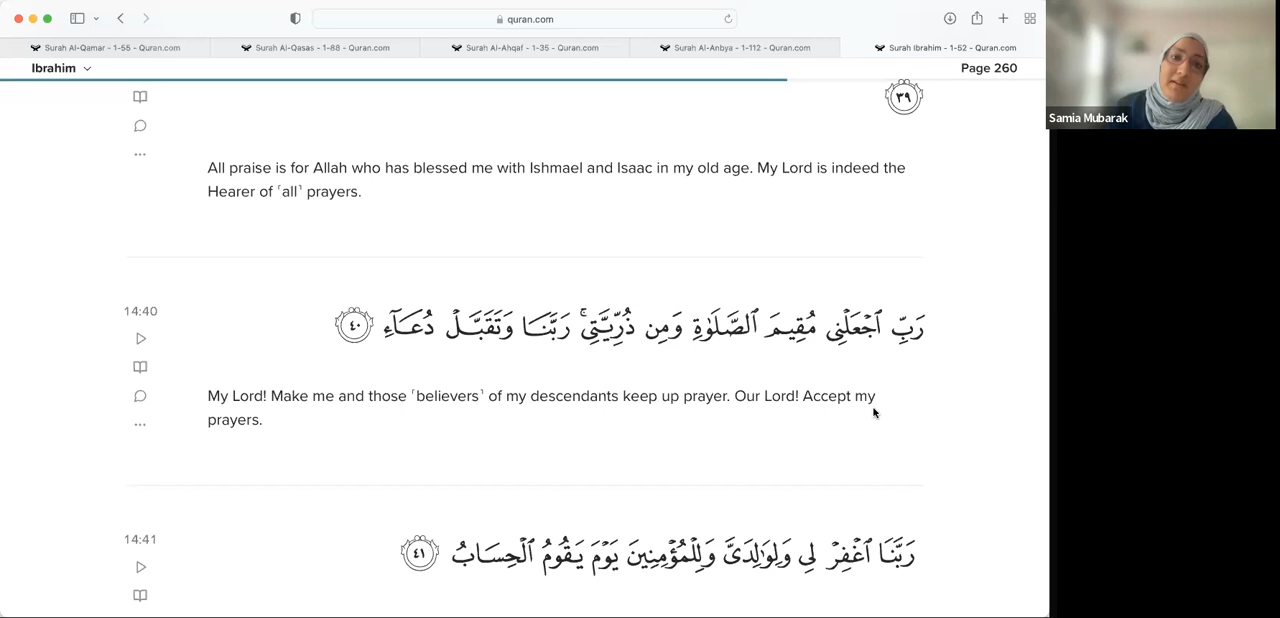 quran.com
Surah Al-Qamar - 1-55 - Quran.com
Surah Al-Qasas - 1-88 - Quran.com
Surah Al-Ahqaf - 1-35 - Quran.com
Surah Al-Anbya - 1-112 - Quran.com
Surah Ibrahim - 1-52 - Quran.com
Ibrahim
Page 260
Samia Mubarak
٣٩
All praise is for Allah who has blessed me with Ishmael and Isaac in my old age. My Lord is indeed the
Hearer of ˹all˺ prayers.
14:40
رَبِّ ٱجْعَلْنِى مُقِيمَ ٱلصَّلَوٰةِ وَمِن ذُرِّيَّتِى ۚ رَبَّنَا وَتَقَبَّلْ دُعَآءِ ٤٠
My Lord! Make me and those ˹believers˺ of my descendants keep up prayer. Our Lord! Accept my
prayers.
14:41
رَبَّنَا ٱغْفِرْ لِى وَلِوَٰلِدَىَّ وَلِلْمُؤْمِنِينَ يَوْمَ يَقُومُ ٱلْحِسَابُ ٤١